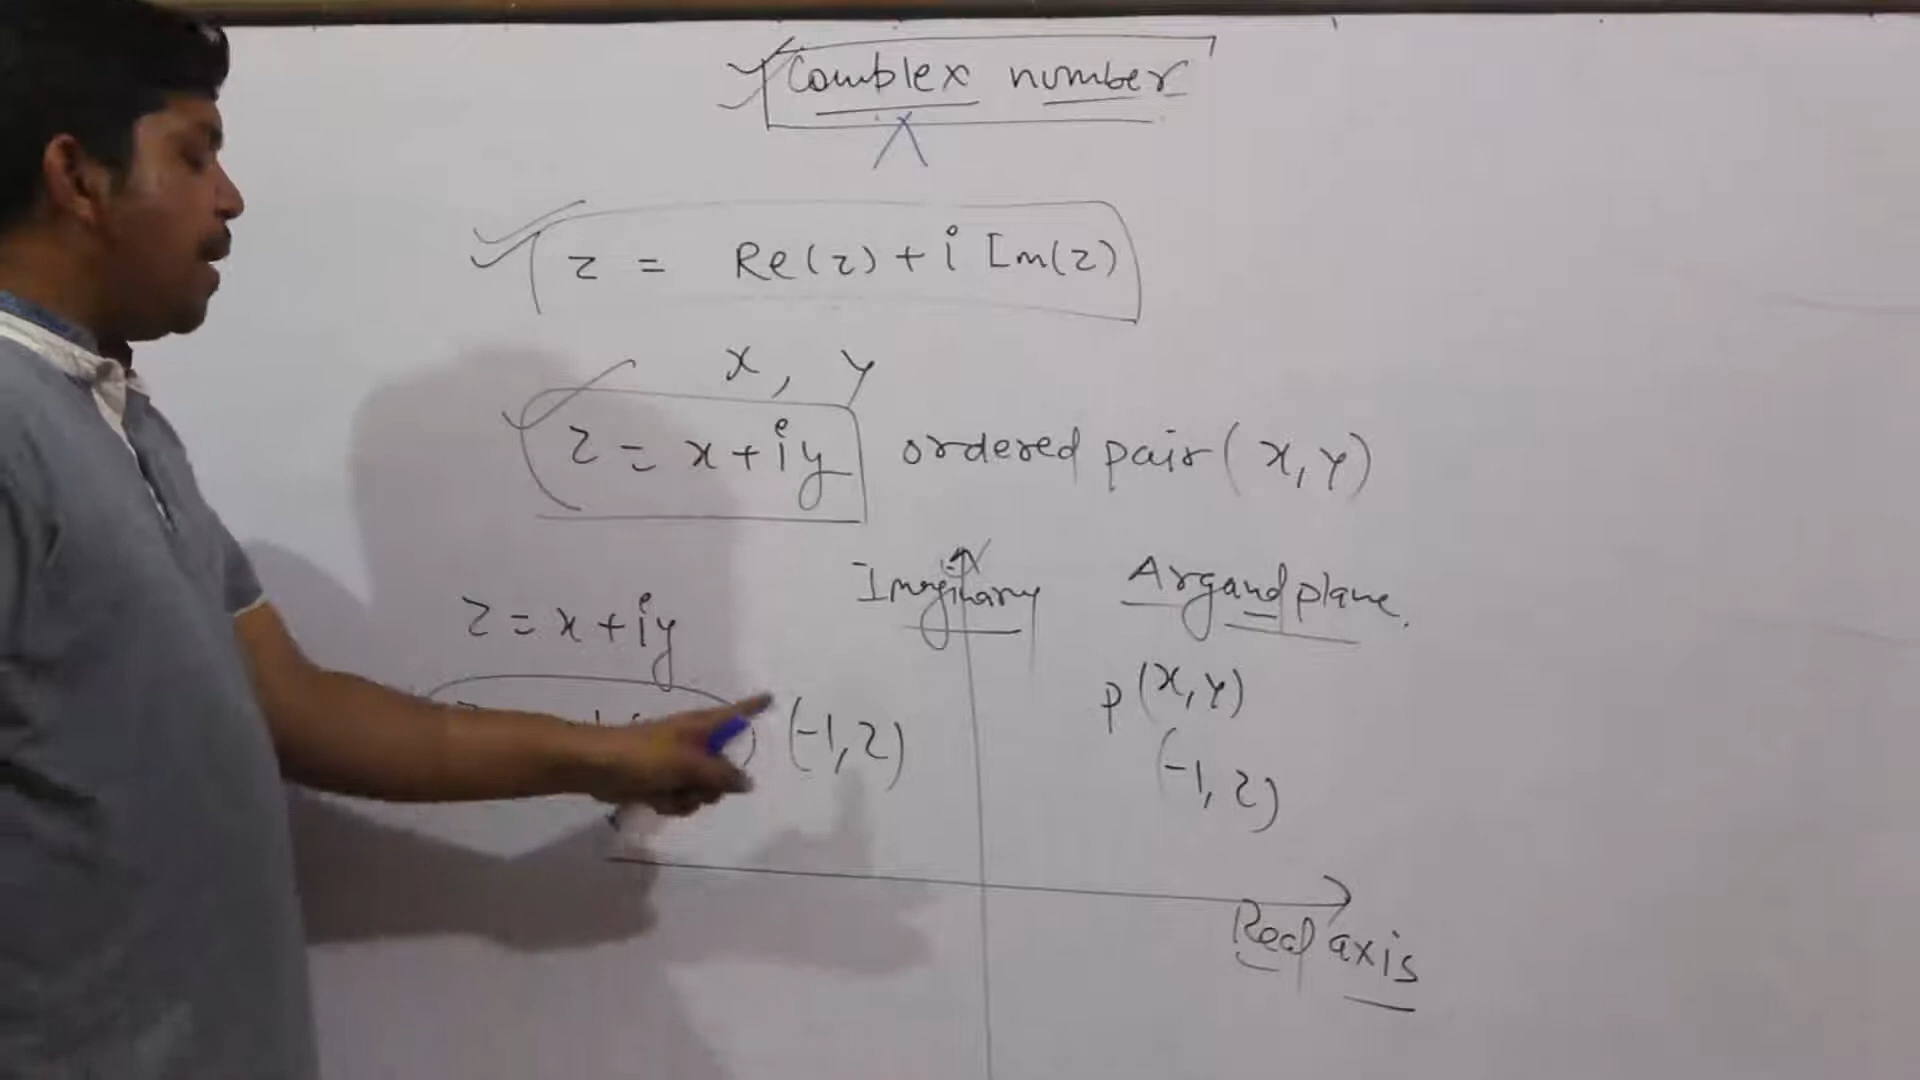 Complex number
z = Re(z) + i Im(z)
x, y
z = x + iy ordered pair (x, y)
Imaginary
Argand plane.
z = x + iy
P (x, y)
(-1, 2)
(-1, 2)
Real axis